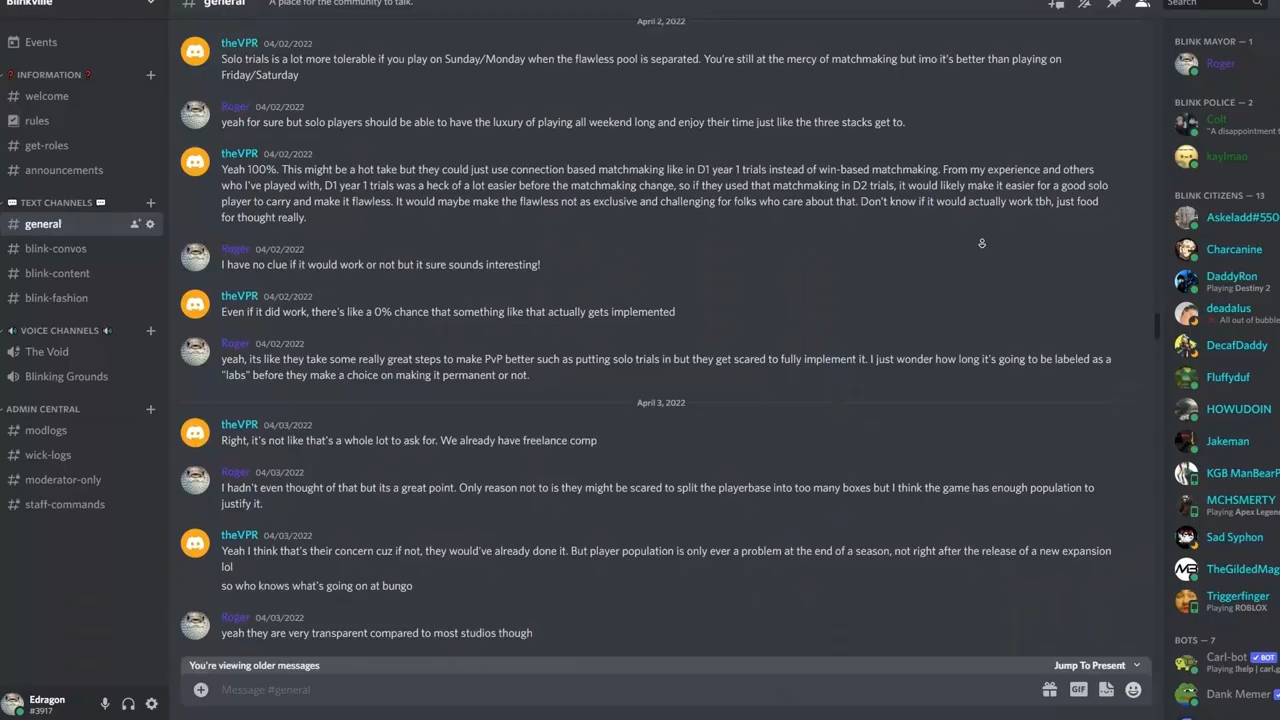 Blinkville
# general
A place for the community to talk.
Search
Events
INFORMATION
# welcome
rules
# get-roles
# announcements
TEXT CHANNELS
# general
# blink-convos
# blink-content
# blink-fashion
VOICE CHANNELS
The Void
Blinking Grounds
ADMIN CENTRAL
# modlogs
# wick-logs
# moderator-only
# staff-commands
Edragon
#3917
April 2, 2022
theVPR 04/02/2022
Solo trials is a lot more tolerable if you play on Sunday/Monday when the flawless pool is separated. You're still at the mercy of matchmaking but imo it's better than playing on
Friday/Saturday
Roger 04/02/2022
yeah for sure but solo players should be able to have the luxury of playing all weekend long and enjoy their time just like the three stacks get to.
theVPR 04/02/2022
Yeah 100%. This might be a hot take but they could just use connection based matchmaking like in D1 year 1 trials instead of win-based matchmaking. From my experience and others
who I've played with, D1 year 1 trials was a heck of a lot easier before the matchmaking change, so if they used that matchmaking in D2 trials, it would likely make it easier for a good solo
player to carry and make it flawless. It would maybe make the flawless not as exclusive and challenging for folks who care about that. Don't know if it would actually work tbh, just food
for thought really.
Roger 04/02/2022
I have no clue if it would work or not but it sure sounds interesting!
theVPR 04/02/2022
Even if it did work, there's like a 0% chance that something like that actually gets implemented
Roger 04/02/2022
yeah, its like they take some really great steps to make PvP better such as putting solo trials in but they get scared to fully implement it. I just wonder how long it's going to be labeled as a
"labs" before they make a choice on making it permanent or not.
April 3, 2022
theVPR 04/03/2022
Right, it's not like that's a whole lot to ask for. We already have freelance comp
Roger 04/03/2022
I hadn't even thought of that but its a great point. Only reason not to is they might be scared to split the playerbase into too many boxes but I think the game has enough population to
justify it.
theVPR 04/03/2022
Yeah I think that's their concern cuz if not, they would've already done it. But player population is only ever a problem at the end of a season, not right after the release of a new expansion
lol
so who knows what's going on at bungo
Roger 04/03/2022
yeah they are very transparent compared to most studios though
You're viewing older messages
Jump To Present
Message #general
GIF
BLINK MAYOR — 1
Roger
BLINK POLICE — 2
Colt
"A disappointment t
kaylmao
BLINK CITIZENS — 13
Askeladd#550
Charcanine
DaddyRon
Playing Destiny 2
deadalus
All out of bubble
DecafDaddy
Fluffyduf
HOWUDOIN
Jakeman
KGB ManBearP
MCHSMERTY
Playing Apex Legend
Sad Syphon
TheGildedMag
Triggerfinger
Playing ROBLOX
BOTS — 7
Carl-bot BOT
Playing !help | carl.g
Dank Memer